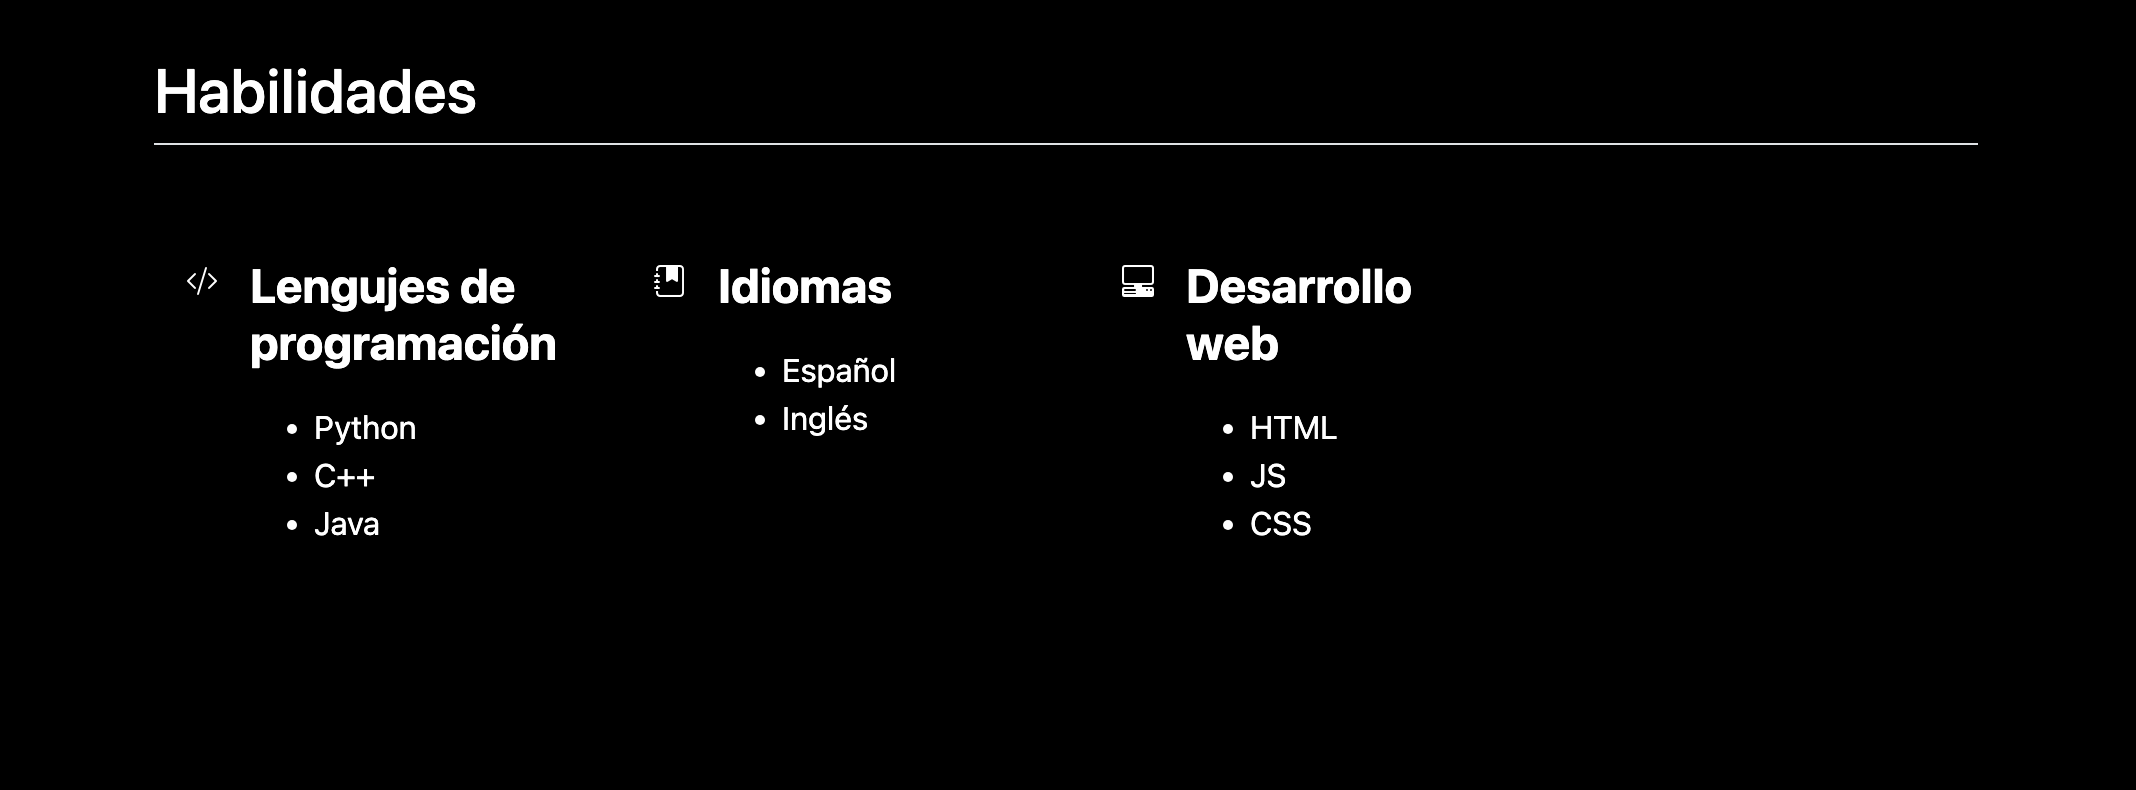 Habilidades
Lengujes de
programación
Python
C++
Java
Idiomas
Español
Inglés
Desarrollo
web
HTML
JS
CSS